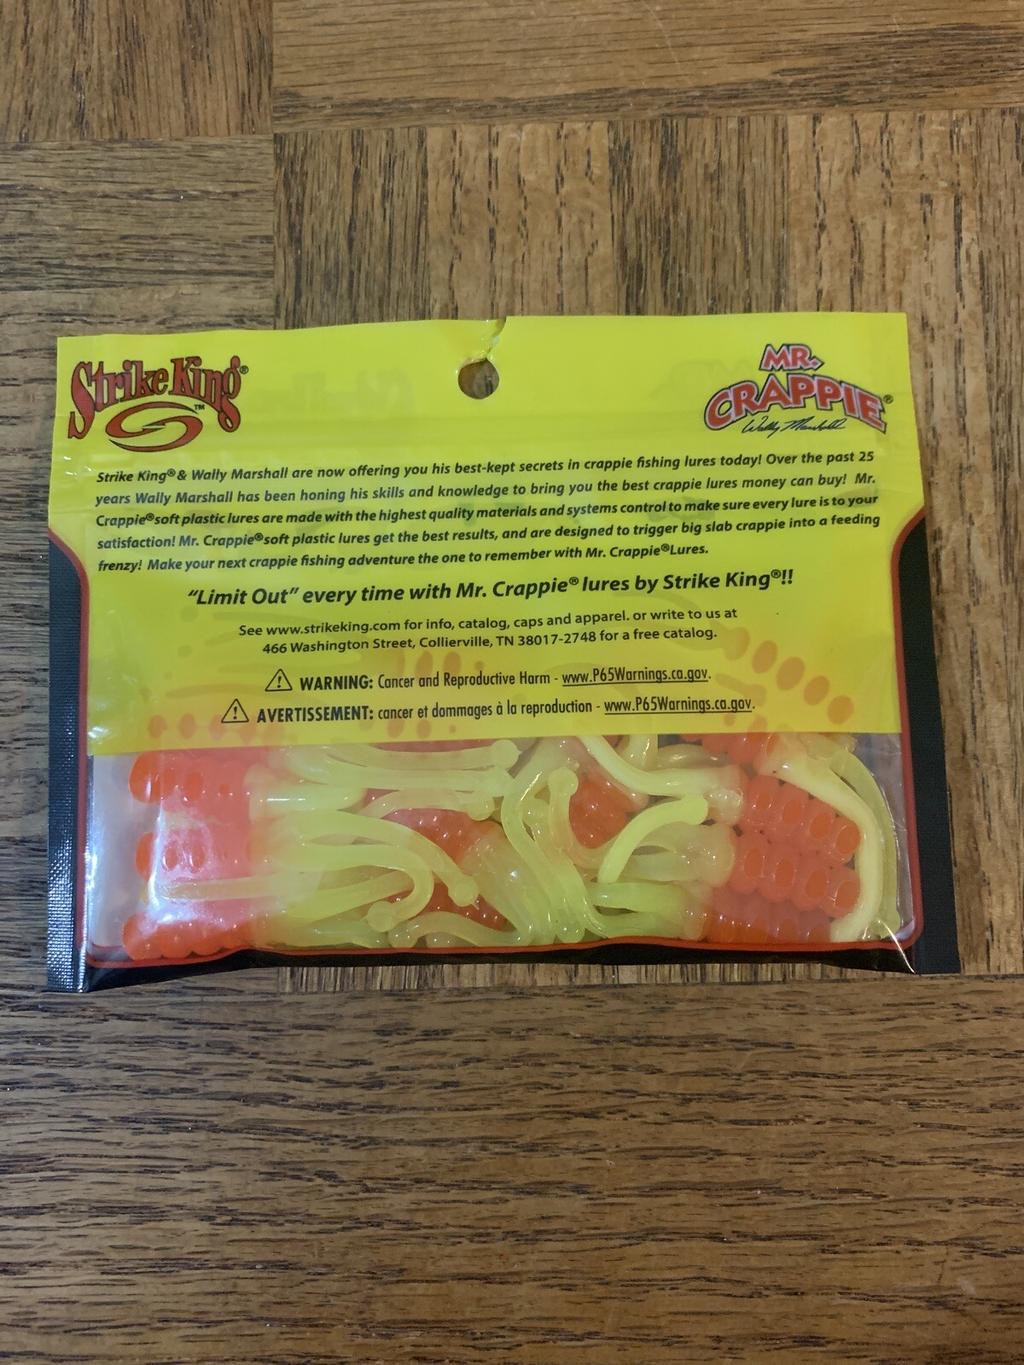 Strike King®
™
MR.
CRAPPIE®
Wally Marshall
Strike King® & Wally Marshall are now offering you his best-kept secrets in crappie fishing lures today! Over the past 25
years Wally Marshall has been honing his skills and knowledge to bring you the best crappie lures money can buy! Mr.
Crappie® soft plastic lures are made with the highest quality materials and systems control to make sure every lure is to your
satisfaction! Mr. Crappie® soft plastic lures get the best results, and are designed to trigger big slab crappie into a feeding
frenzy! Make your next crappie fishing adventure the one to remember with Mr. Crappie® Lures.
“Limit Out” every time with Mr. Crappie® lures by Strike King®!!
See www.strikeking.com for info, catalog, caps and apparel. or write to us at
466 Washington Street, Collierville, TN 38017-2748 for a free catalog.
WARNING: Cancer and Reproductive Harm - www.P65Warnings.ca.gov.
AVERTISSEMENT: cancer et dommages à la reproduction - www.P65Warnings.ca.gov.